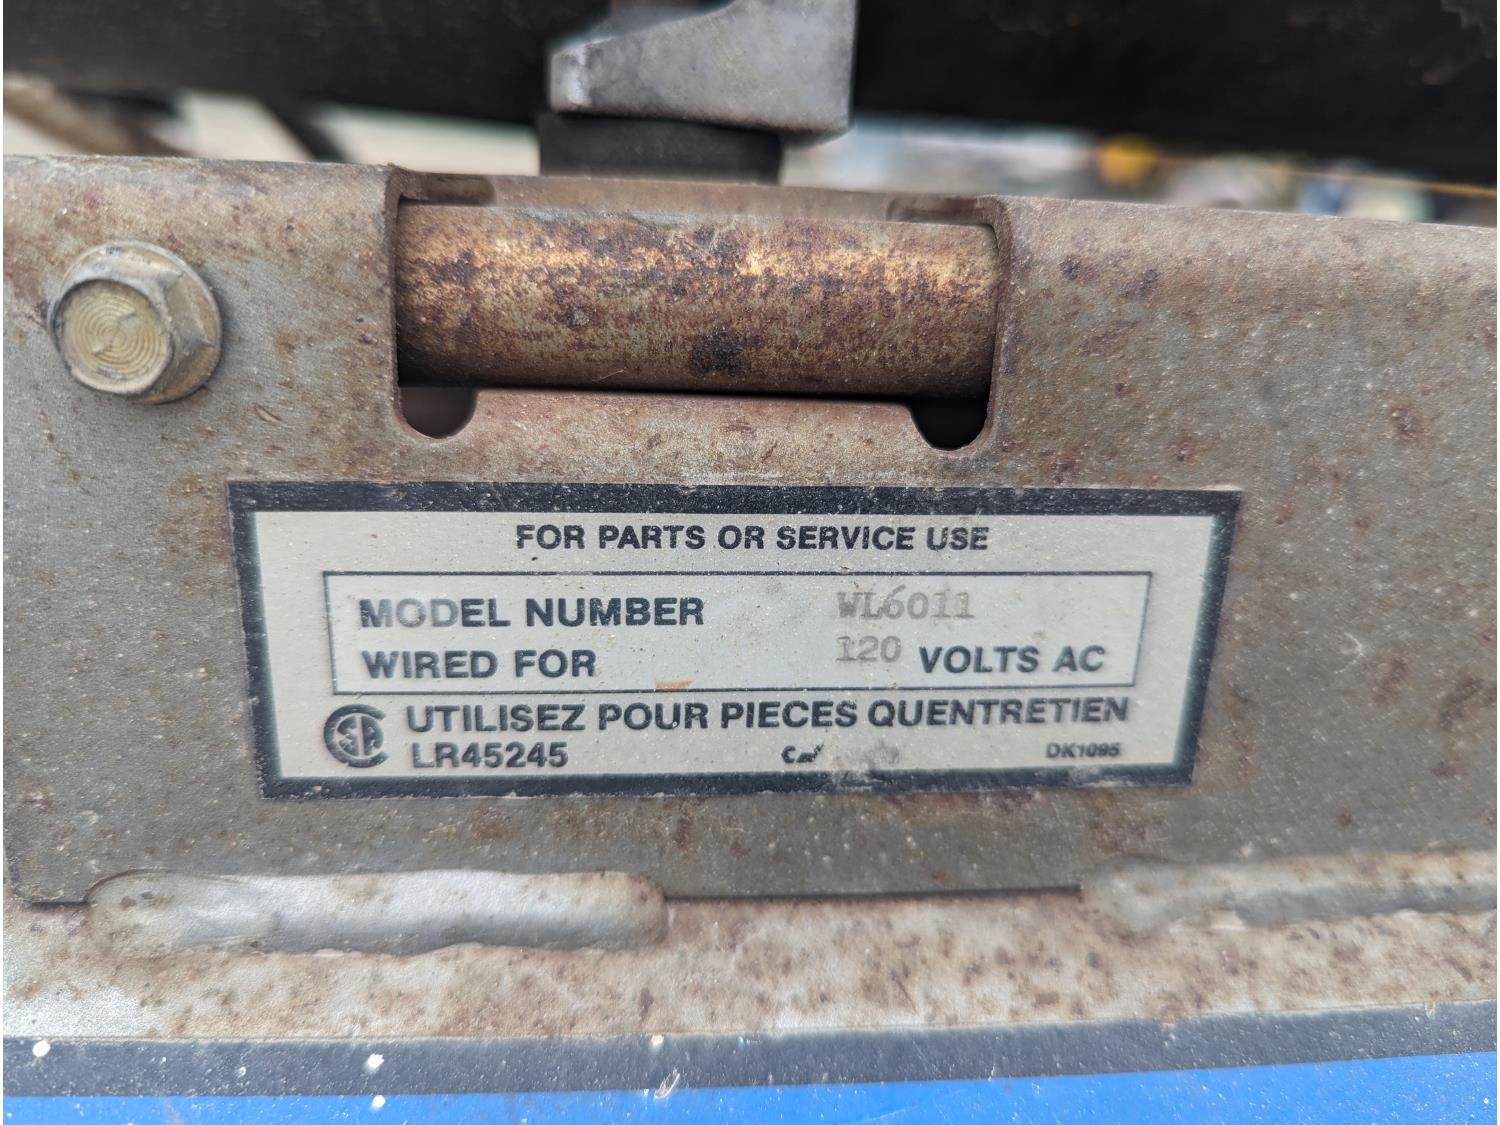 FOR PARTS OR SERVICE USE
MODEL NUMBER WL6011
WIRED FOR 120 VOLTS AC
UTILISEZ POUR PIECES QUENTRETIEN
LR45245 DK1095